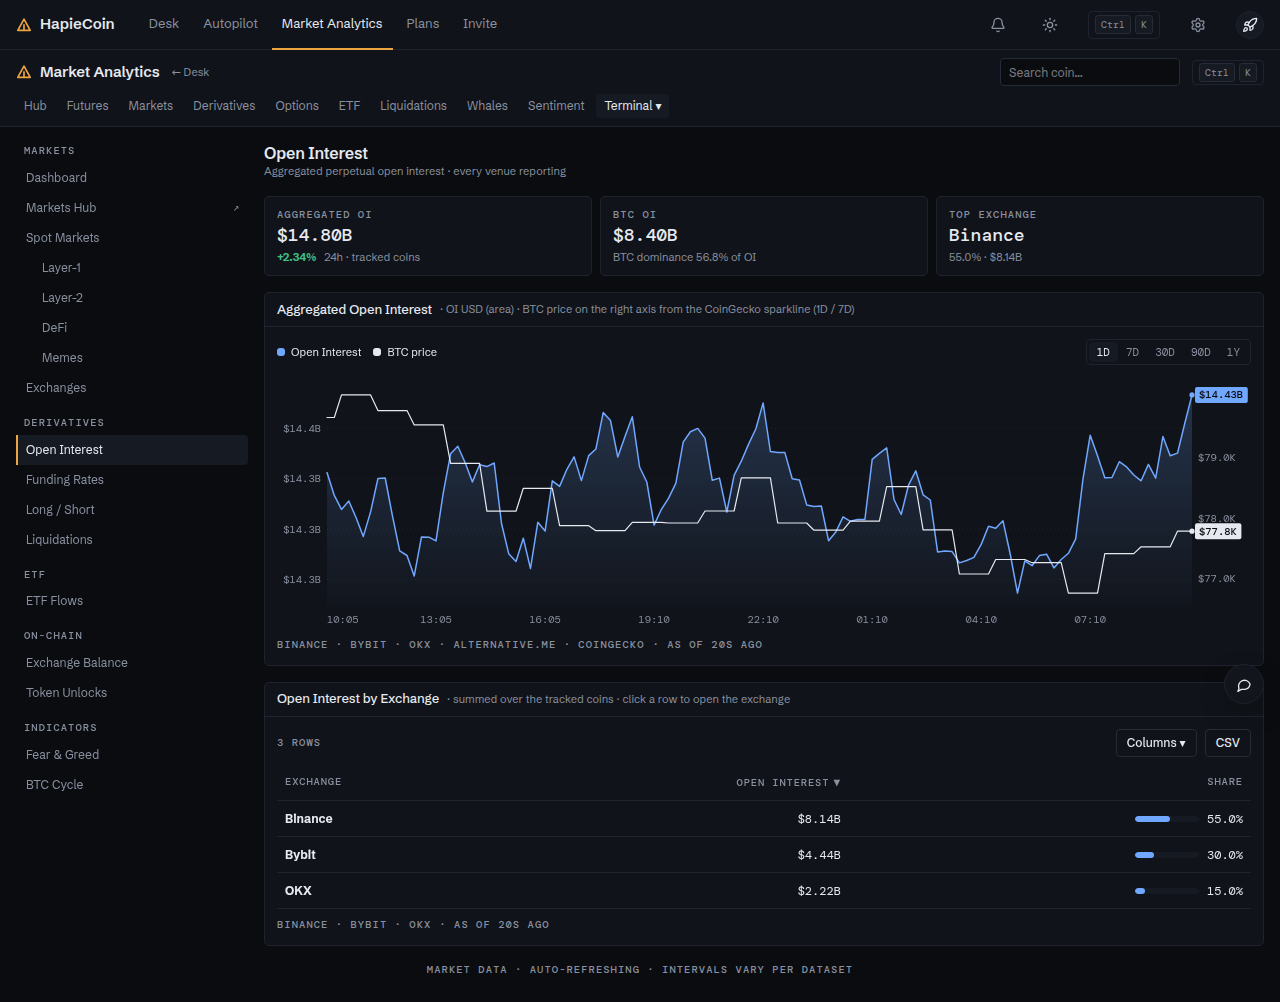 HapieCoin Desk Autopilot Market Analytics Plans Invite Ctrl K
Market Analytics ← Desk Search coin... Ctrl K
Hub Futures Markets Derivatives Options ETF Liquidations Whales Sentiment Terminal ▾
MARKETS
Dashboard
Markets Hub ↗
Spot Markets
Layer-1
Layer-2
DeFi
Memes
Exchanges
DERIVATIVES
Open Interest
Funding Rates
Long / Short
Liquidations
ETF
ETF Flows
ON-CHAIN
Exchange Balance
Token Unlocks
INDICATORS
Fear & Greed
BTC Cycle
Open Interest
Aggregated perpetual open interest · every venue reporting
AGGREGATED OI
$14.80B
+2.34% 24h · tracked coins
BTC OI
$8.40B
BTC dominance 56.8% of OI
TOP EXCHANGE
Binance
55.0% · $8.14B
Aggregated Open Interest · OI USD (area) · BTC price on the right axis from the CoinGecko sparkline (1D / 7D)
Open Interest BTC price 1D 7D 30D 90D 1Y
$14.43B
$14.4B
$79.0K
$14.3B
$78.0K
$14.3B
$77.8K
$14.3B
$77.0K
10:05 13:05 16:05 19:10 22:10 01:10 04:10 07:10
BINANCE · BYBIT · OKX · ALTERNATIVE.ME · COINGECKO · AS OF 20S AGO
Open Interest by Exchange · summed over the tracked coins · click a row to open the exchange
3 ROWS Columns ▾ CSV
EXCHANGE OPEN INTEREST ▼ SHARE
Binance $8.14B 55.0%
Bybit $4.44B 30.0%
OKX $2.22B 15.0%
BINANCE · BYBIT · OKX · AS OF 20S AGO
MARKET DATA · AUTO-REFRESHING · INTERVALS VARY PER DATASET